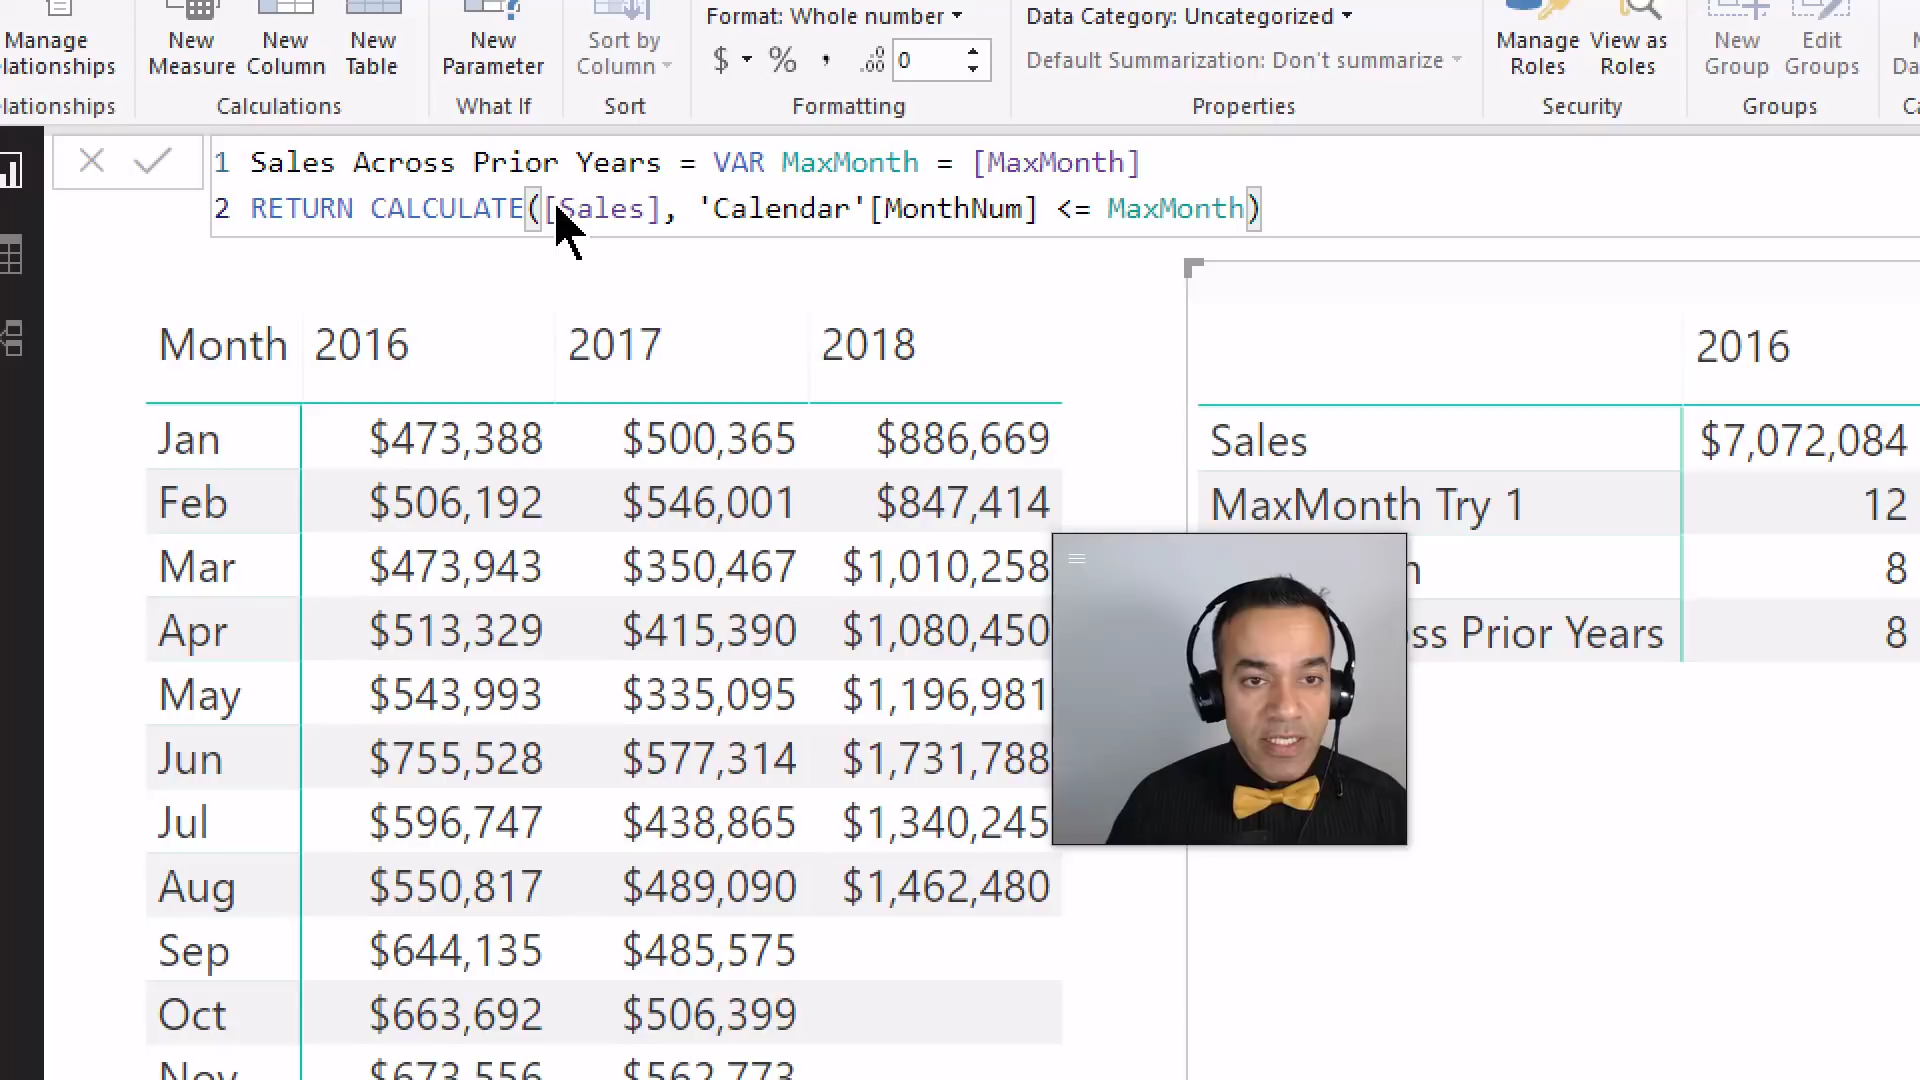 Manage
lationships
lationships
New
Measure
New
Column
New
Table
Calculations
New
Parameter
What If
Sort by
Column
Sort
Format: Whole number
$ % , .00 0
Formatting
Data Category: Uncategorized
Default Summarization: Don't summarize
Properties
Manage
Roles
View as
Roles
Security
New
Group
Edit
Groups
Groups
1 Sales Across Prior Years = VAR MaxMonth = [MaxMonth]
2 RETURN CALCULATE([Sales], 'Calendar'[MonthNum] <= MaxMonth)
Month 2016 2017 2018
Jan $473,388 $500,365 $886,669
Feb $506,192 $546,001 $847,414
Mar $473,943 $350,467 $1,010,258
Apr $513,329 $415,390 $1,080,450
May $543,993 $335,095 $1,196,981
Jun $755,528 $577,314 $1,731,788
Jul $596,747 $438,865 $1,340,245
Aug $550,817 $489,090 $1,462,480
Sep $644,135 $485,575
Oct $663,692 $506,399
Nov $673,556 $562,773
2016
Sales $7,072,084
MaxMonth Try 1 12
h 8
ss Prior Years 8